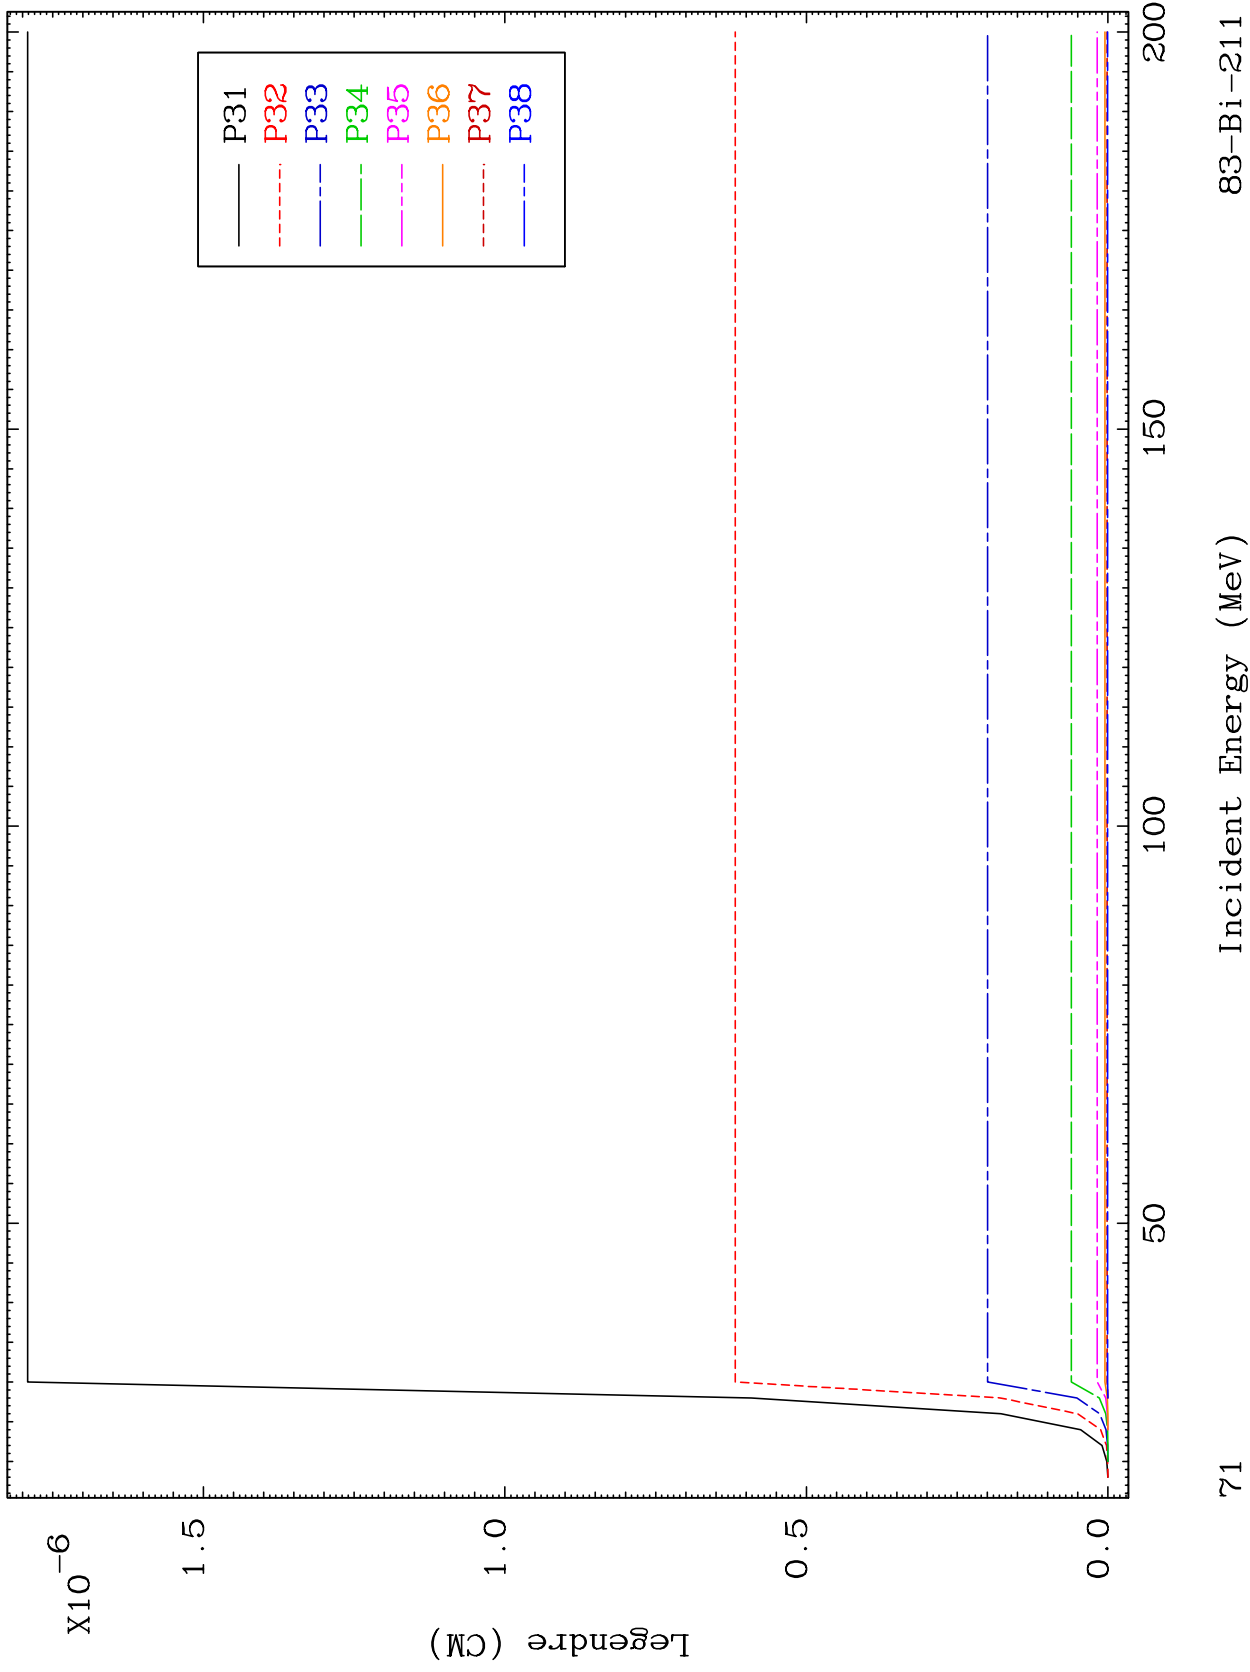 X10-6
1.5
1.0
0.5
0.0
Legendre (CM)
P31
P32
P33
P34
P35
P36
P37
P38
50
100
150
200
71
Incident Energy (MeV)
83-Bi-211